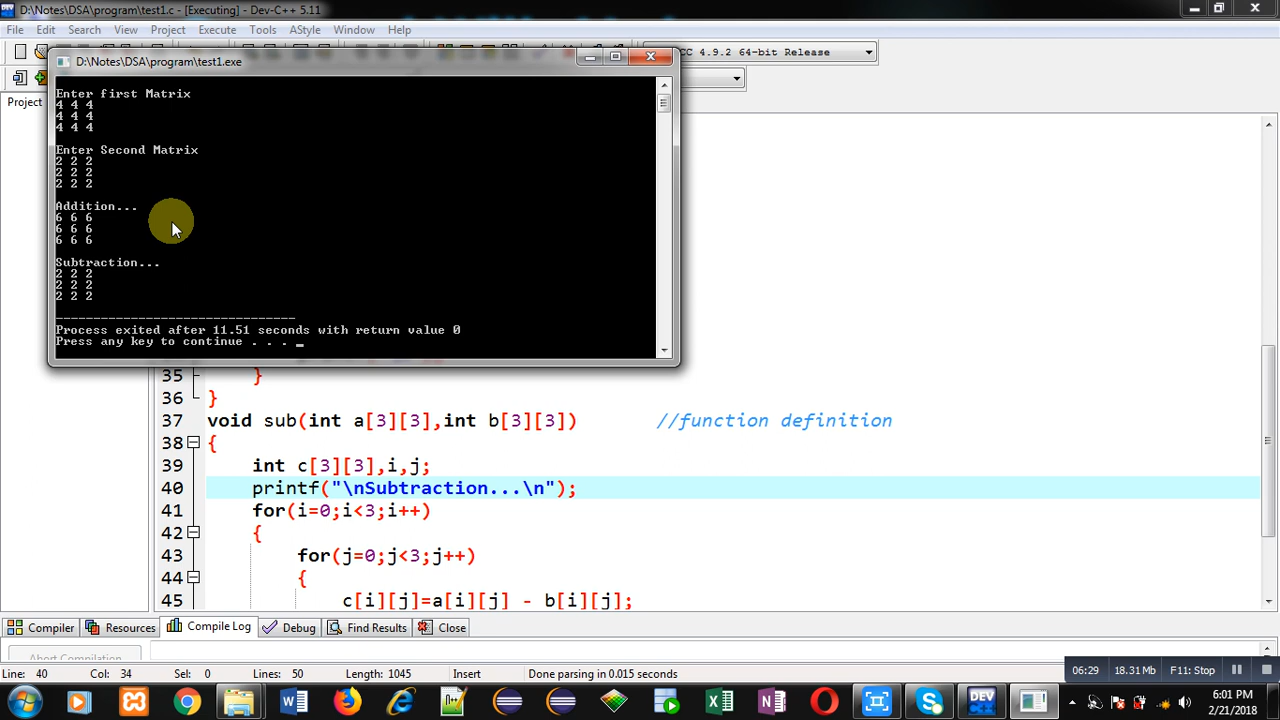 D:\Notes\DSA\program\test1.c - [Executing] - Dev-C++ 5.11
File Edit Search View Project Execute Tools AStyle Window Help
CC 4.9.2 64-bit Release
D:\Notes\DSA\program\test1.exe
Project
Enter first Matrix
4 4 4
4 4 4
4 4 4
Enter Second Matrix
2 2 2
2 2 2
2 2 2
Addition...
6 6 6
6 6 6
6 6 6
Subtraction...
2 2 2
2 2 2
2 2 2
--------------------------------
Process exited after 11.51 seconds with return value 0
Press any key to continue . . . _
35 }
36 }
37 void sub(int a[3][3],int b[3][3]) //function definition
38 {
39 int c[3][3],i,j;
40 printf("\nSubtraction...\n");
41 for(i=0;i<3;i++)
42 {
43 for(j=0;j<3;j++)
44 {
45 c[i][j]=a[i][j] - b[i][j];
Compiler Resources Compile Log Debug Find Results Close
Abort Compilation
Line: 40 Col: 34 Sel: 0 Lines: 50 Length: 1045 Insert Done parsing in 0.015 seconds
06:29 18.31 Mb F11: Stop
DEV
6:01 PM
2/21/2018